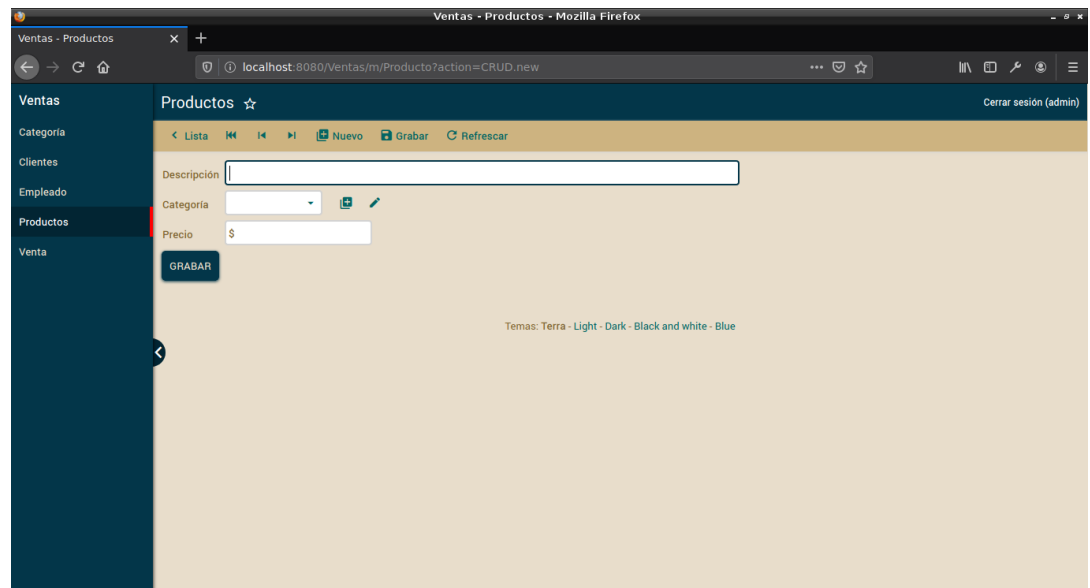 Ventas - Productos - Mozilla Firefox
Ventas - Productos
localhost:8080/Ventas/m/Producto?action=CRUD.new
Ventas
Productos
Cerrar sesión (admin)
Categoría
Clientes
Empleado
Productos
Venta
Lista Nuevo Grabar Refrescar
Descripción
Categoría
Precio $
GRABAR
Temas: Terra - Light - Dark - Black and white - Blue